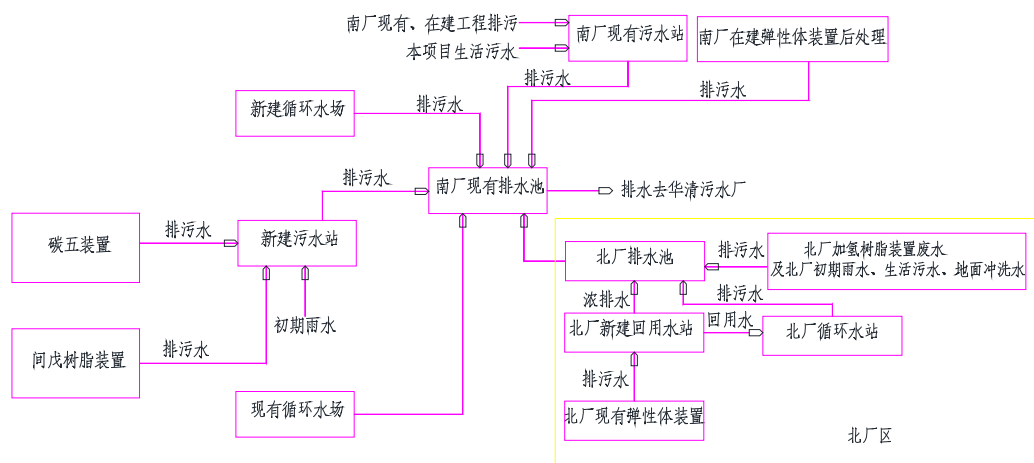 南厂现有、在建工程排污
本项目生活污水
南厂现有污水站
南厂在建弹性体装置后处理
排污水
排污水
新建循环水场
排污水
排污水
南厂现有排水池
排水去华清污水厂
碳五装置
排污水
新建污水站
初期雨水
间戊树脂装置
排污水
现有循环水场
北厂排水池
排污水
北厂加氢树脂装置废水
及北厂初期雨水、生活污水、地面冲洗水
浓排水
排污水
北厂新建回用水站
回用水
北厂循环水站
排污水
北厂现有弹性体装置
北厂区